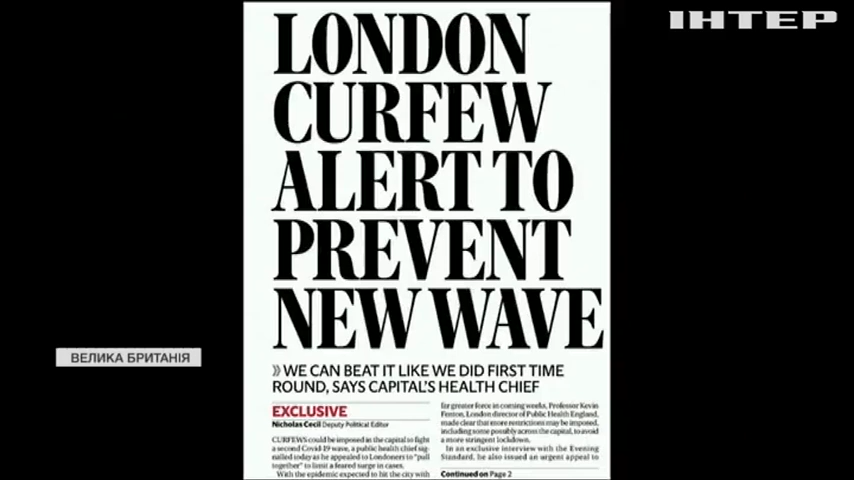 ІНТЕР
LONDON
CURFEW
ALERT TO
PREVENT
NEW WAVE
ВЕЛИКА БРИТАНІЯ
» WE CAN BEAT IT LIKE WE DID FIRST TIME
ROUND, SAYS CAPITAL'S HEALTH CHIEF
EXCLUSIVE
Nicholas Cecil Deputy Political Editor
CURFEWS could be imposed in the capital to fight
a second Covid-19 wave, a public health chief sig-
nalled today as he appealed to Londoners to "pull
together" to limit a feared surge in cases.
With the epidemic expected to hit the city with
far greater force in coming weeks, Professor Kevin
Fenton, London director of Public Health England,
made clear that more restrictions may be imposed,
including some possibly across the capital, to avoid
a more stringent lockdown.
In an exclusive interview with the Evening
Standard, he also issued an urgent appeal to
Continued on Page 2